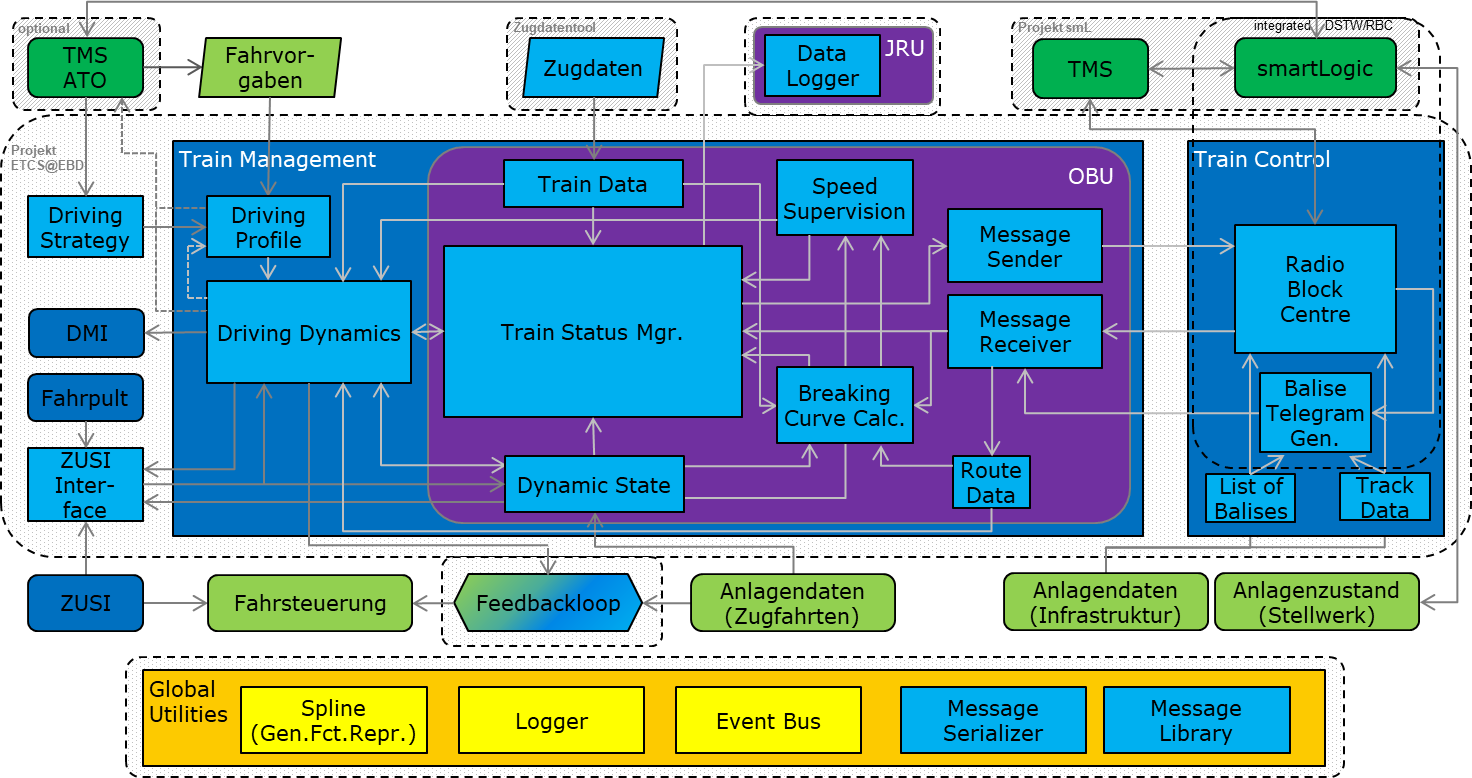 optional
TMS
ATO
Fahrvor-
gaben
Zugdatentool
Zugdaten
Data
Logger
JRU
Projekt smL
TMS
integrated DSTW/RBC
smartLogic
Projekt
ETCS@EBD
Train Management
OBU
Train Control
Driving
Strategy
Driving
Profile
Train Data
Speed
Supervision
Message
Sender
Radio
Block
Centre
DMI
Driving Dynamics
Train Status Mgr.
Message
Receiver
Fahrpult
Breaking
Curve Calc.
Balise
Telegram
Gen.
ZUSI
Inter-
face
Dynamic State
Route
Data
List of
Balises
Track
Data
ZUSI
Fahrsteuerung
Feedbackloop
Anlagendaten
(Zugfahrten)
Anlagendaten
(Infrastruktur)
Anlagenzustand
(Stellwerk)
Global
Utilities
Spline
(Gen.Fct.Repr.)
Logger
Event Bus
Message
Serializer
Message
Library